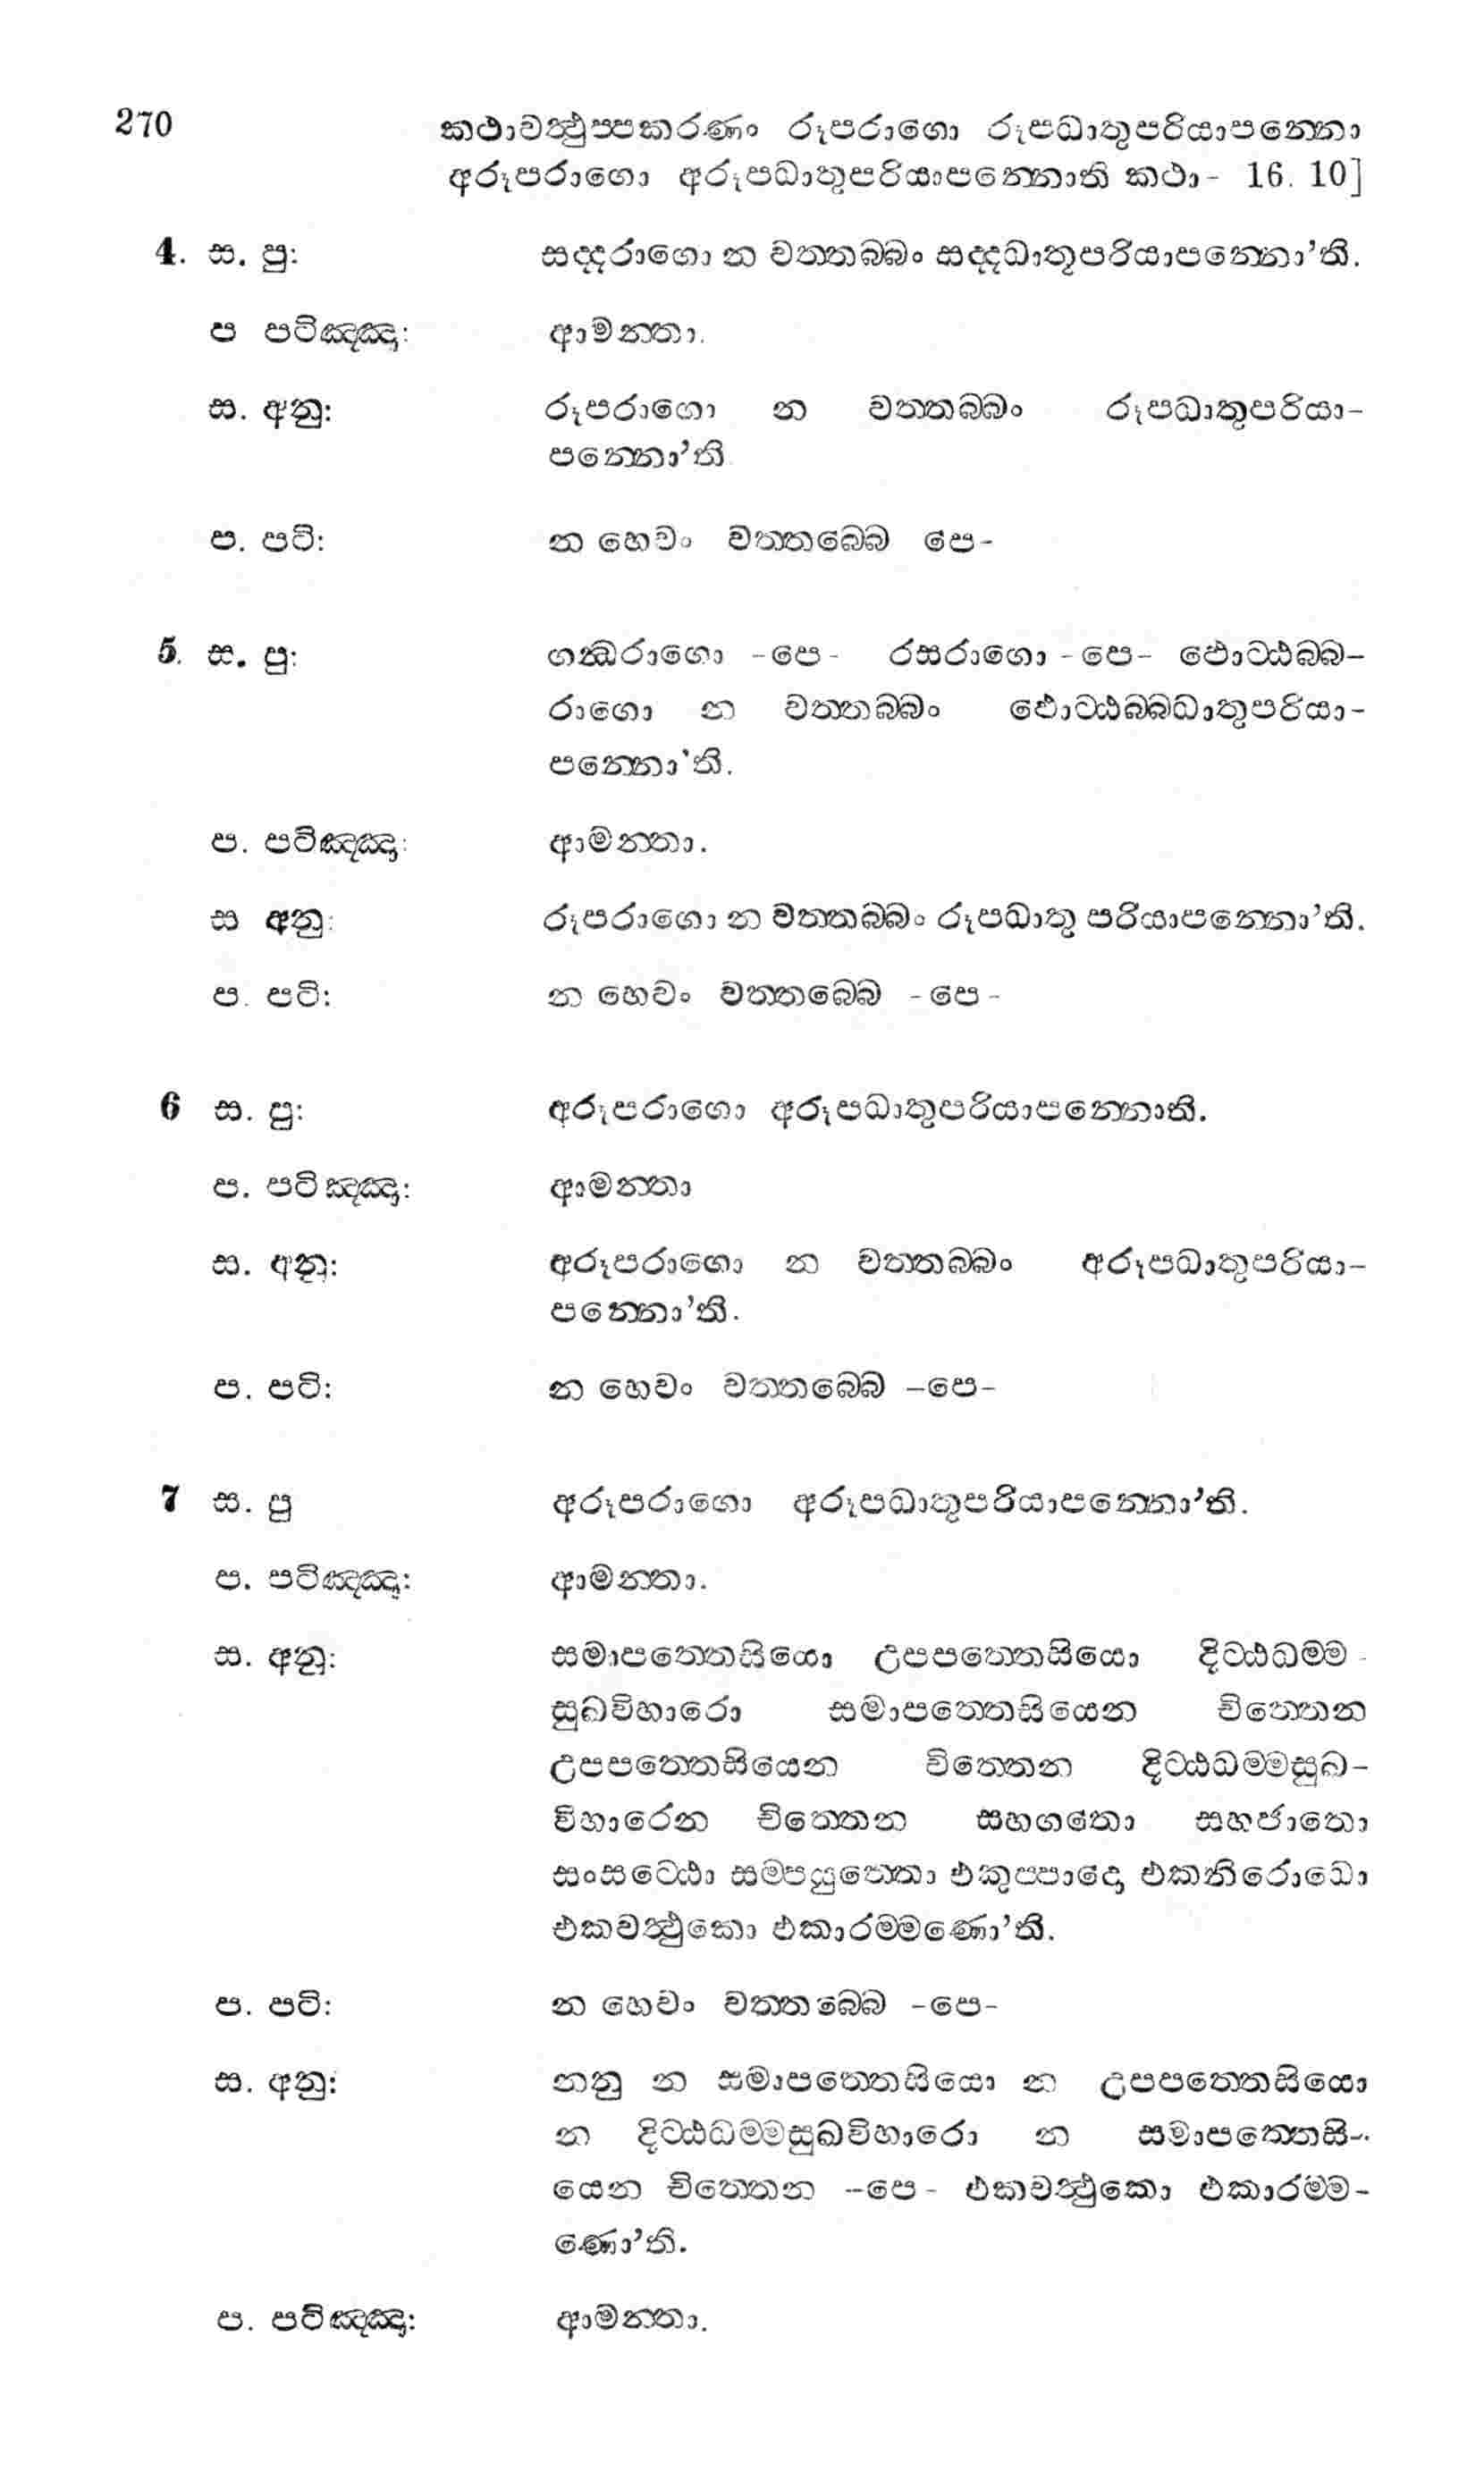 270 කථාවත්‍ථුප්පකරණං රූපරාගො රූපධාතුපරියාපන්නො
අරූපරාගො අරූපධාතුපරියාපන්නොති කථා- 16. 10]
4. ස. පු: සද්දරාගො න වත්තබ්බං සද්දධාතූපරියාපන්නො’ති.
ප පටිඤ්ඤා: ආමන්තා.
ස. අනු: රූපරාගො න වත්තබ්බං රූපධාතුපරියා-
පන්නො’ති
ප. පටි: න හෙවං වත්තබ්බෙ පෙ-
5. ස. පු: ගන්ධරාගො -පෙ- රසරාගො -පෙ- ඵොට්ඨබ්බ-
රාගො න වත්තබ්බං ඵොට්ඨබ්බධාතුපරියා-
පන්නො’ති.
ප. පටිඤ්ඤා: ආමන්තා.
ස අනු: රූපරාගො න වත්තබ්බං රූපධාතු පරියාපන්නො’ති.
ප. පටි: න හෙවං වත්තබ්බෙ -පෙ-
6 ස. පු: අරූපරාගො අරූපධාතුපරියාපන්නොති.
ප. පටිඤ්ඤා: ආමන්තා
ස. අනු: අරූපරාගො න වත්තබ්බං අරූපධාතුපරියා-
පන්නො’ති.
ප. පටි: න හෙවං වත්තබ්බෙ -පෙ-
7 ස. පු අරූපරාගො අරූපධාතුපරියාපන්නො’ති.
ප. පටිඤ්ඤා: ආමන්තා.
ස. අනු: සමාපත්තෙසියො උපපත්තෙසියො දිට්ඨධම්ම-
සුඛවිහාරො සමාපත්තෙසියෙන චිත්තෙන
උපපත්තෙසියෙන චිත්තෙන දිට්ඨධම්මසුඛ-
විහාරෙන චිත්තෙන සහගතො සහජාතො
සංසට්ඨො සම්පයුත්තො එකුප්පාදො එකනිරොධො
එකවත්‍ථුකො එකාරම්මණො’ති.
ප. පටි: න හෙවං වත්තබ්බෙ -පෙ-
ස. අනු: නනු න සමාපත්තෙසියො න උපපත්තෙසියො
න දිට්ඨධම්මසුඛවිහාරො න සමාපත්තෙසි-
යෙන චිත්තෙන -පෙ- එකවත්‍ථුකො එකාරම්ම-
ණො’ති.
ප. පටිඤ්ඤා: ආමන්තා.